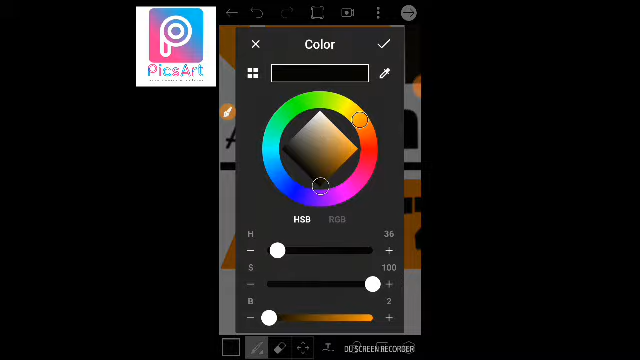 Color
PicsArt
HSB RGB
H 36
S 100
B 2
DU SCREEN RECORDER